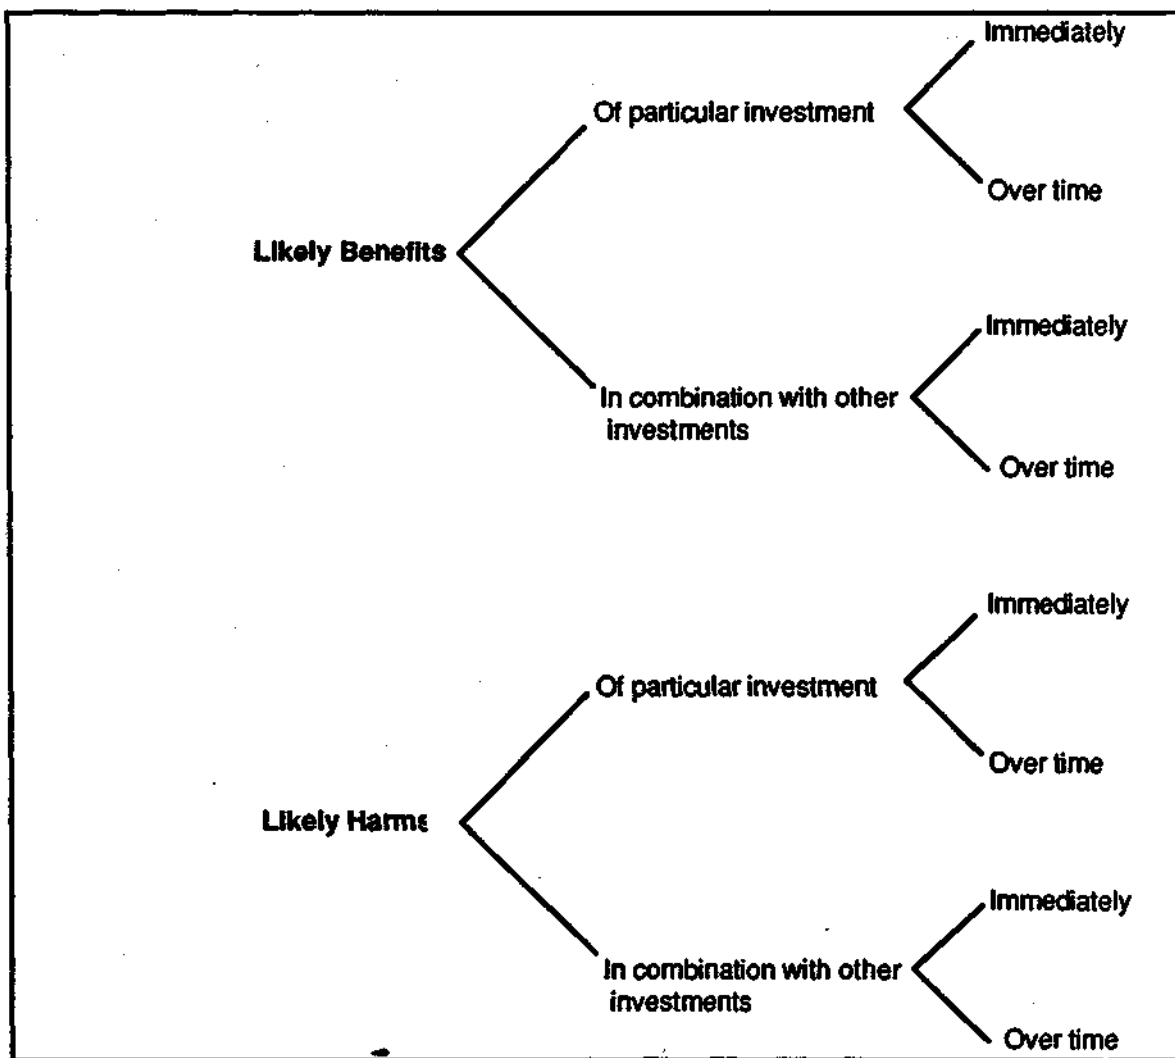 Immediately
Of particular investment
Over time
Likely Benefits
Immediately
In combination with other
investments
Over time
Immediately
Of particular investment
Over time
Likely Harms
Immediately
In combination with other
investments
Over time